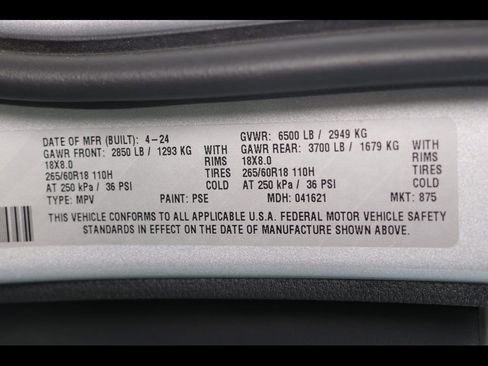 DATE OF MFR (BUILT): 4-24 GVWR: 6500 LB / 2949 KG
GAWR FRONT: 2850 LB / 1293 KG WITH GAWR REAR: 3700 LB / 1679 KG WITH
18X8.0 RIMS 18X8.0 RIMS
265/60R18 110H TIRES 265/60R18 110H TIRES
AT 250 kPa / 36 PSI COLD AT 250 kPa / 36 PSI COLD
TYPE: MPV PAINT: PSE MDH: 041621 MKT: 875
THIS VEHICLE CONFORMS TO ALL APPLICABLE U.S.A. FEDERAL MOTOR VEHICLE SAFETY
STANDARDS IN EFFECT ON THE DATE OF MANUFACTURE SHOWN ABOVE.